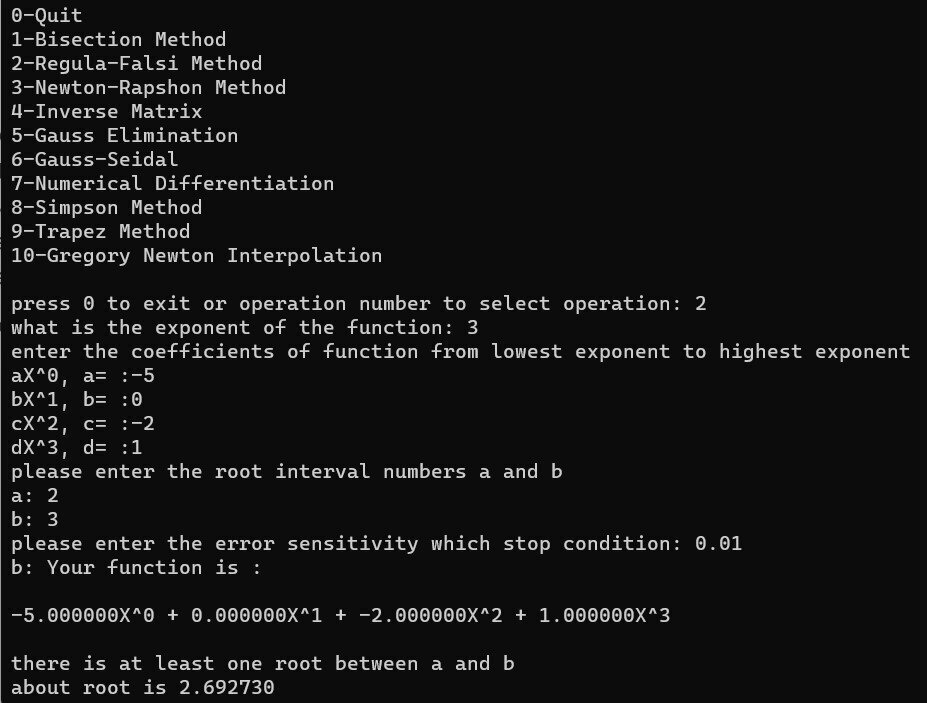 0-Quit
1-Bisection Method
2-Regula-Falsi Method
3-Newton-Rapshon Method
4-Inverse Matrix
5-Gauss Elimination
6-Gauss-Seidal
7-Numerical Differentiation
8-Simpson Method
9-Trapez Method
10-Gregory Newton Interpolation
press 0 to exit or operation number to select operation: 2
what is the exponent of the function: 3
enter the coefficients of function from lowest exponent to highest exponent
aX^0, a= :-5
bX^1, b= :0
cX^2, c= :-2
dX^3, d= :1
please enter the root interval numbers a and b
a: 2
b: 3
please enter the error sensitivity which stop condition: 0.01
b: Your function is :
-5.000000X^0 + 0.000000X^1 + -2.000000X^2 + 1.000000X^3
there is at least one root between a and b
about root is 2.692730